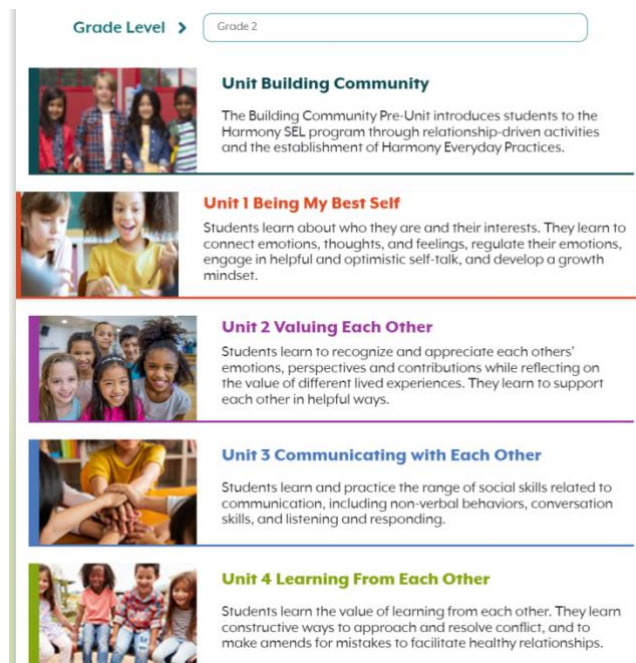 Grade Level >
Grade 2
Unit Building Community
The Building Community Pre-Unit introduces students to the
Harmony SEL program through relationship-driven activities
and the establishment of Harmony Everyday Practices.
Unit 1 Being My Best Self
Students learn about who they are and their interests. They learn to
connect emotions, thoughts, and feelings, regulate their emotions,
engage in helpful and optimistic self-talk, and develop a growth
mindset.
Unit 2 Valuing Each Other
Students learn to recognize and appreciate each others'
emotions, perspectives and contributions while reflecting on
the value of different lived experiences. They learn to support
each other in helpful ways.
Unit 3 Communicating with Each Other
Students learn and practice the range of social skills related to
communication, including non-verbal behaviors, conversation
skills, and listening and responding.
Unit 4 Learning From Each Other
Students learn the value of learning from each other. They learn
constructive ways to approach and resolve conflict, and to
make amends for mistakes to facilitate healthy relationships.